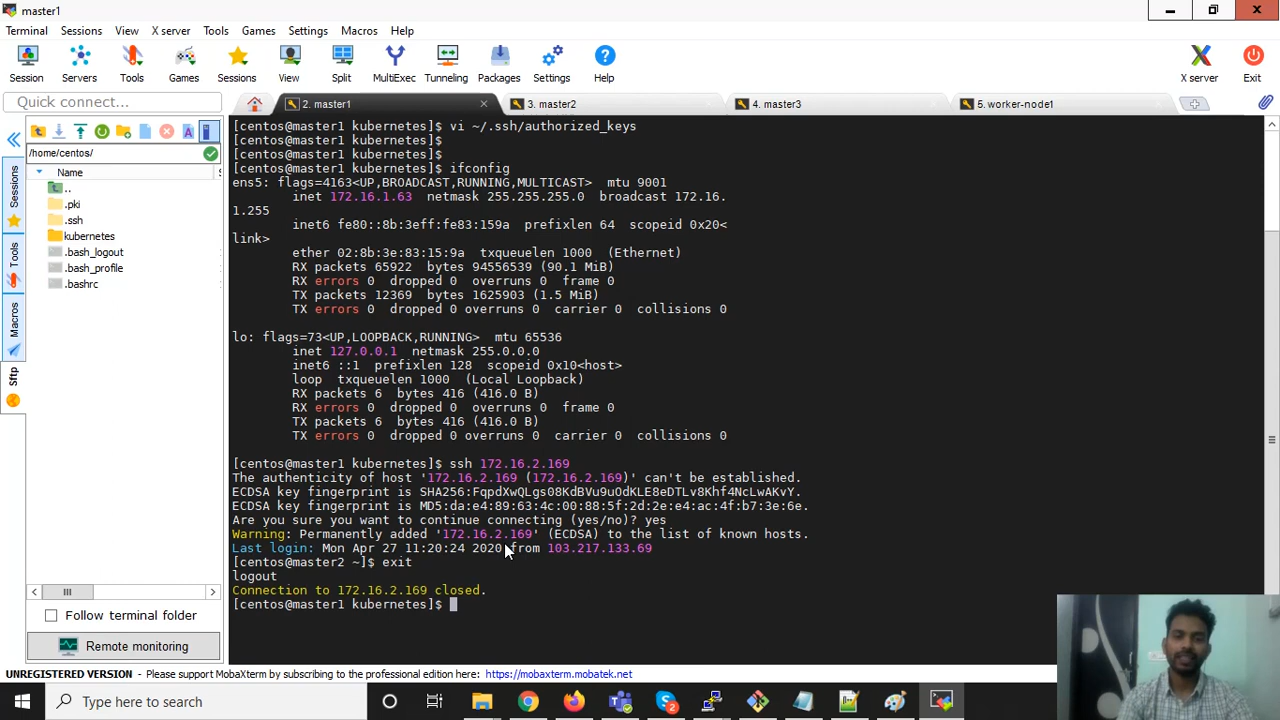 master1
Terminal Sessions View X server Tools Games Settings Macros Help
Session Servers Tools Games Sessions View Split MultiExec Tunneling Packages Settings Help X server Exit
Quick connect...
2. master1
3. master2
4. master3
5. worker-node1
/home/centos/
Name
..
.pki
.ssh
kubernetes
.bash_logout
.bash_profile
.bashrc
Sessions
Tools
Macros
Sftp
[centos@master1 kubernetes]$ vi ~/.ssh/authorized_keys
[centos@master1 kubernetes]$
[centos@master1 kubernetes]$
[centos@master1 kubernetes]$ ifconfig
ens5: flags=4163<UP,BROADCAST,RUNNING,MULTICAST>  mtu 9001
inet 172.16.1.63  netmask 255.255.255.0  broadcast 172.16.
1.255
inet6 fe80::8b:3eff:fe83:159a  prefixlen 64  scopeid 0x20<
link>
ether 02:8b:3e:83:15:9a  txqueuelen 1000  (Ethernet)
RX packets 65922  bytes 94556539 (90.1 MiB)
RX errors 0  dropped 0  overruns 0  frame 0
TX packets 12369  bytes 1625903 (1.5 MiB)
TX errors 0  dropped 0 overruns 0  carrier 0  collisions 0
lo: flags=73<UP,LOOPBACK,RUNNING>  mtu 65536
inet 127.0.0.1  netmask 255.0.0.0
inet6 ::1  prefixlen 128  scopeid 0x10<host>
loop  txqueuelen 1000  (Local Loopback)
RX packets 6  bytes 416 (416.0 B)
RX errors 0  dropped 0  overruns 0  frame 0
TX packets 6  bytes 416 (416.0 B)
TX errors 0  dropped 0 overruns 0  carrier 0  collisions 0
[centos@master1 kubernetes]$ ssh 172.16.2.169
The authenticity of host '172.16.2.169 (172.16.2.169)' can't be established.
ECDSA key fingerprint is SHA256:FqpdXwQLgs08KdBVu9uOdKLE8eDTLv8Khf4NcLwAKvY.
ECDSA key fingerprint is MD5:da:e4:89:63:4c:00:88:5f:2d:2e:e4:ac:4f:b7:3e:6e.
Are you sure you want to continue connecting (yes/no)? yes
Warning: Permanently added '172.16.2.169' (ECDSA) to the list of known hosts.
Last login: Mon Apr 27 11:20:24 2020 from 103.217.133.69
[centos@master2 ~]$ exit
logout
Connection to 172.16.2.169 closed.
[centos@master1 kubernetes]$
Follow terminal folder
Remote monitoring
UNREGISTERED VERSION - Please support MobaXterm by subscribing to the professional edition here: https://mobaxterm.mobatek.net
Type here to search